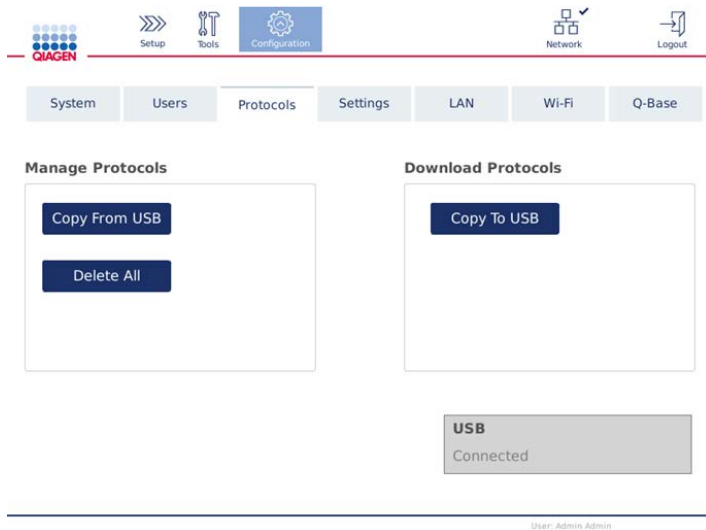 QIAGEN
Setup
Tools
Configuration
Network
Logout
System
Users
Protocols
Settings
LAN
Wi-Fi
Q-Base
Manage Protocols
Download Protocols
Copy From USB
Copy To USB
Delete All
USB
Connected
User: Admin Admin